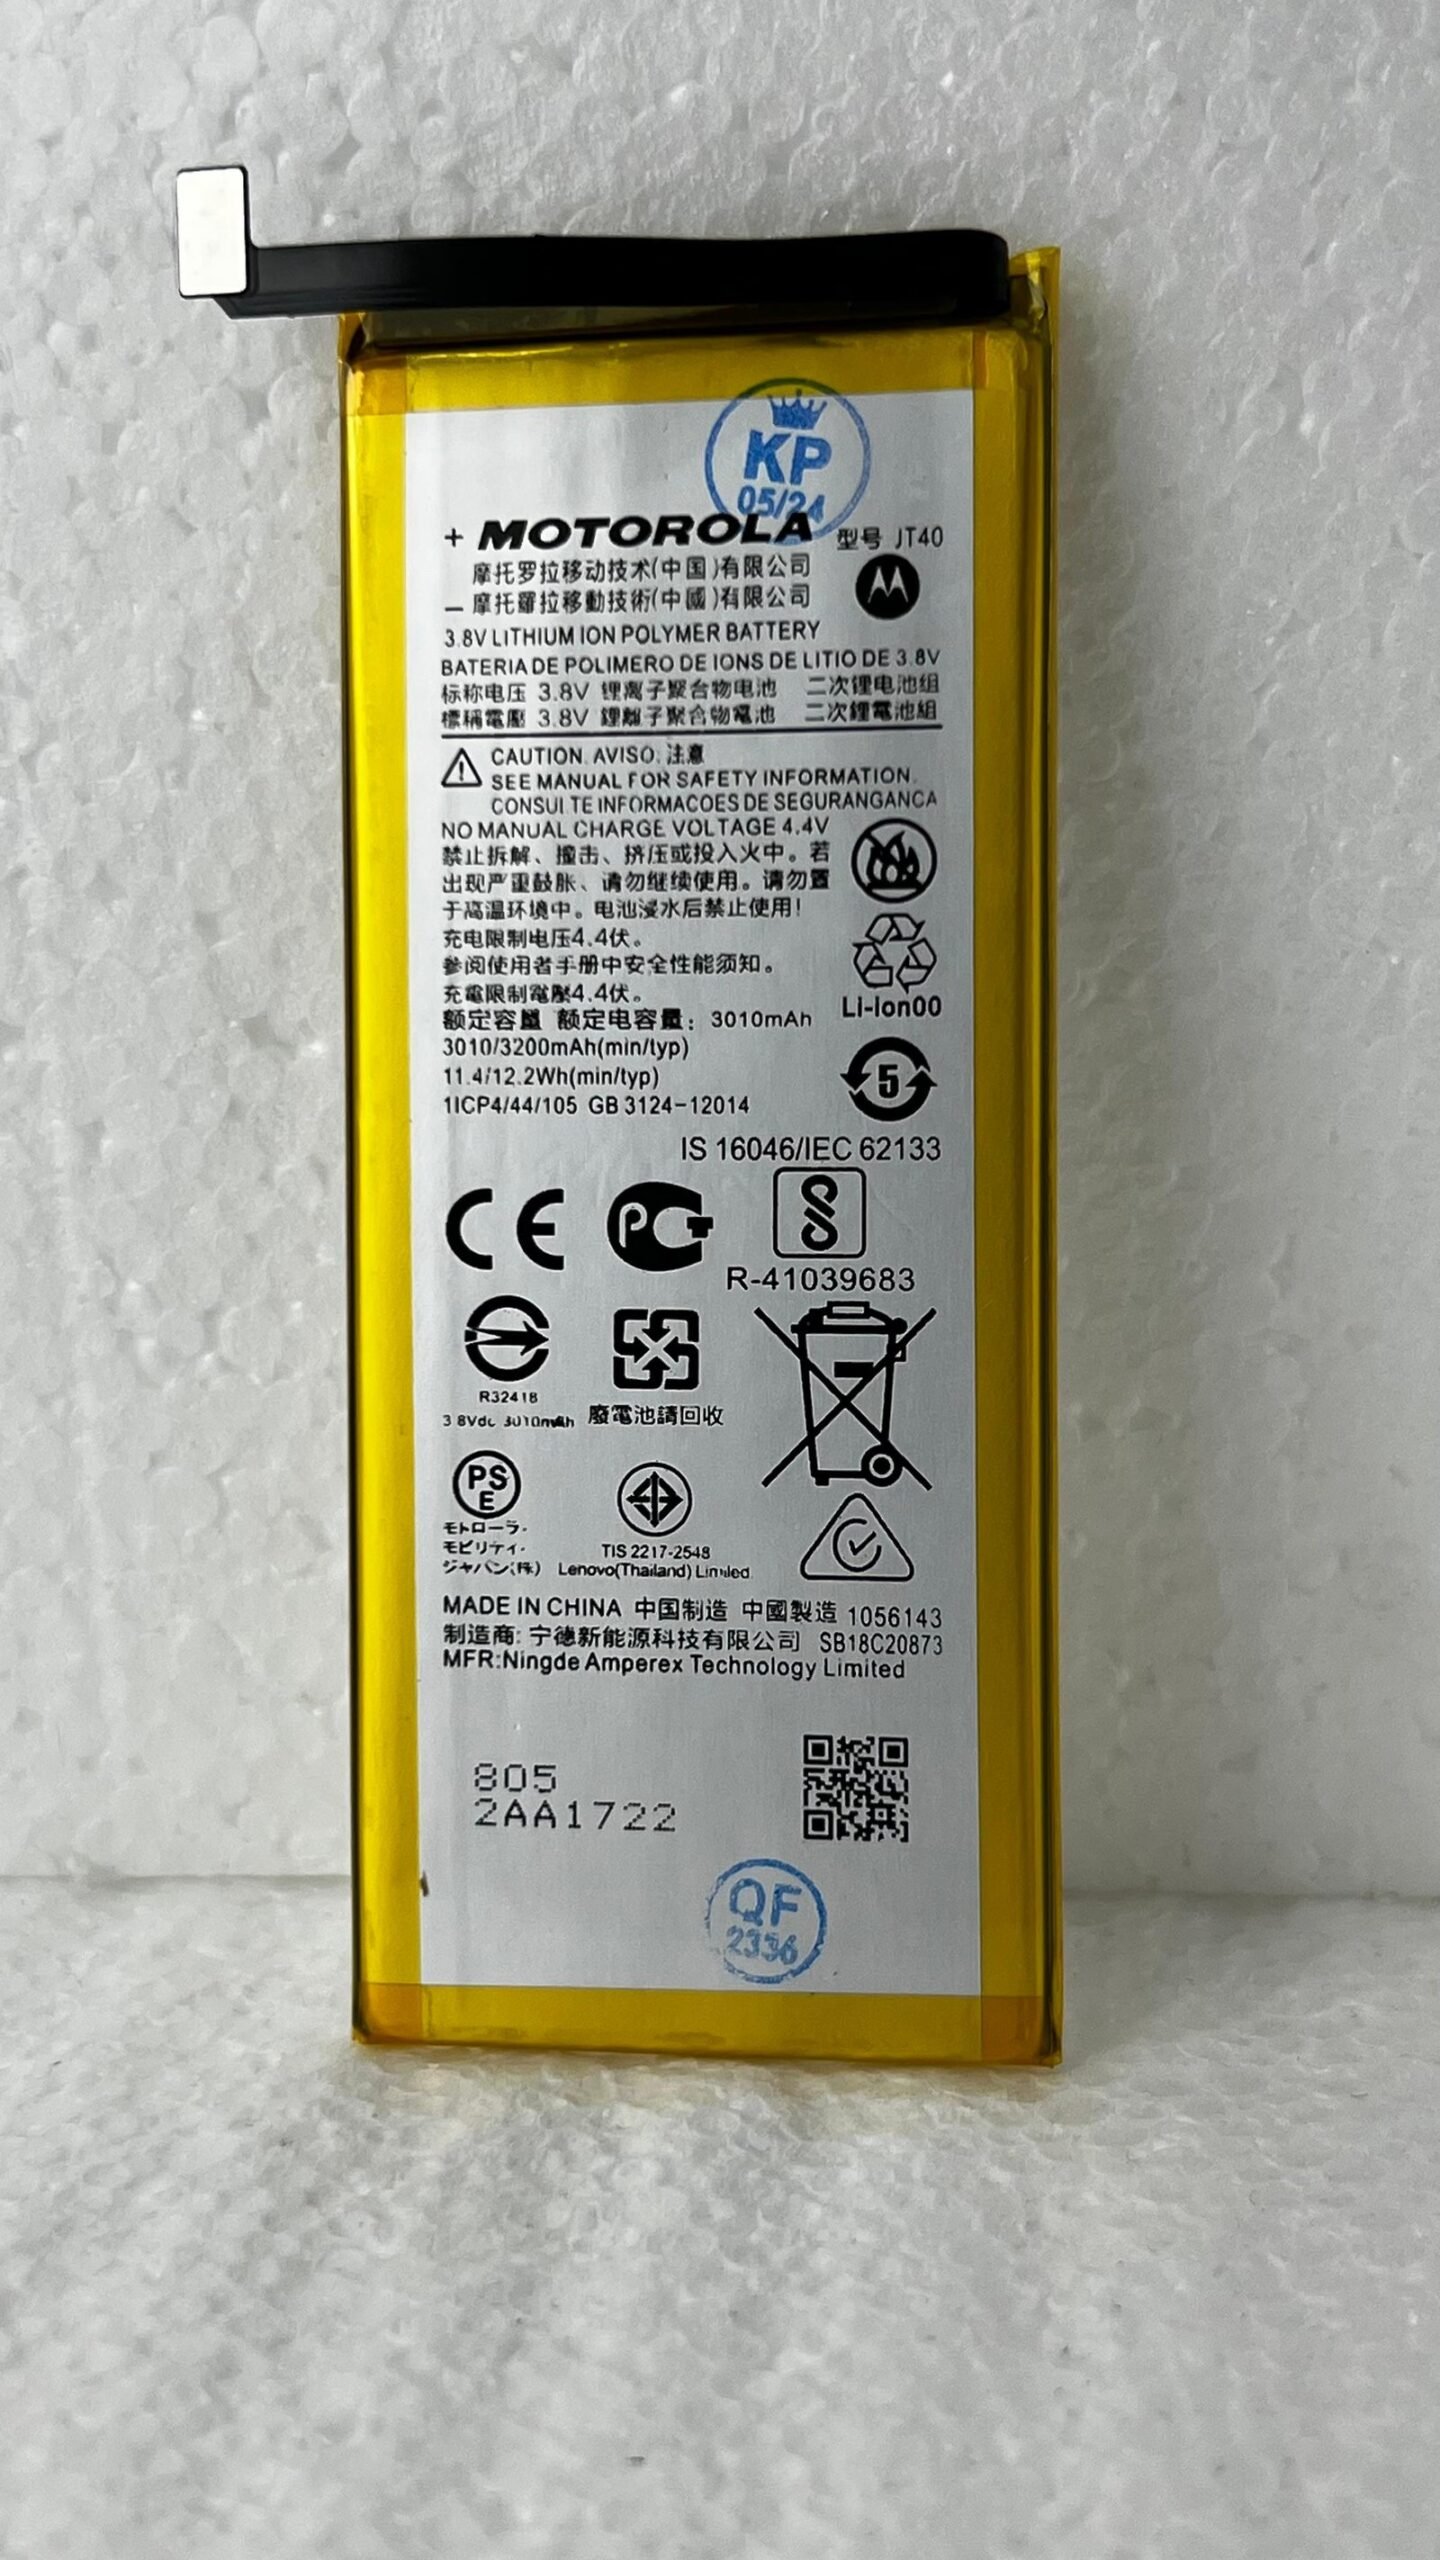 KP
05/24
+ MOTOROLA 型号 JT40
摩托罗拉移动技术(中国)有限公司
– 摩托羅拉移動技術(中國)有限公司
3.8V LITHIUM ION POLYMER BATTERY
BATERIA DE POLIMERO DE IONS DE LITIO DE 3.8V
标称电压 3.8V 锂离子聚合物电池 二次锂电池组
標稱電壓 3.8V 鋰離子聚合物電池 二次鋰電池組
CAUTION. AVISO. 注意
SEE MANUAL FOR SAFETY INFORMATION.
CONSULTE INFORMACOES DE SEGURANGANCA
NO MANUAL CHARGE VOLTAGE 4.4V
禁止拆解、撞击、挤压或投入火中。若
出现严重鼓胀、请勿继续使用。请勿置
于高温环境中。电池浸水后禁止使用!
充电限制电压4.4伏。
参阅使用者手册中安全性能须知。
充電限制電壓4.4伏。
Li-Ion00
额定容量 额定电容量: 3010mAh
3010/3200mAh(min/typ)
11.4/12.2Wh(min/typ)
5
1ICP4/44/105 GB 3124-12014
IS 16046/IEC 62133
CE
R-41039683
R32418
3.8Vdc 3010mAh
廢電池請回收
PS
E
モトローラ・
モビリティ・
ジャパン(株)
TIS 2217-2548
Lenovo(Thailand) Limited
MADE IN CHINA 中国制造 中國製造 1056143
制造商: 宁德新能源科技有限公司 SB18C20873
MFR:Ningde Amperex Technology Limited
805
2AA1722
QF
2336